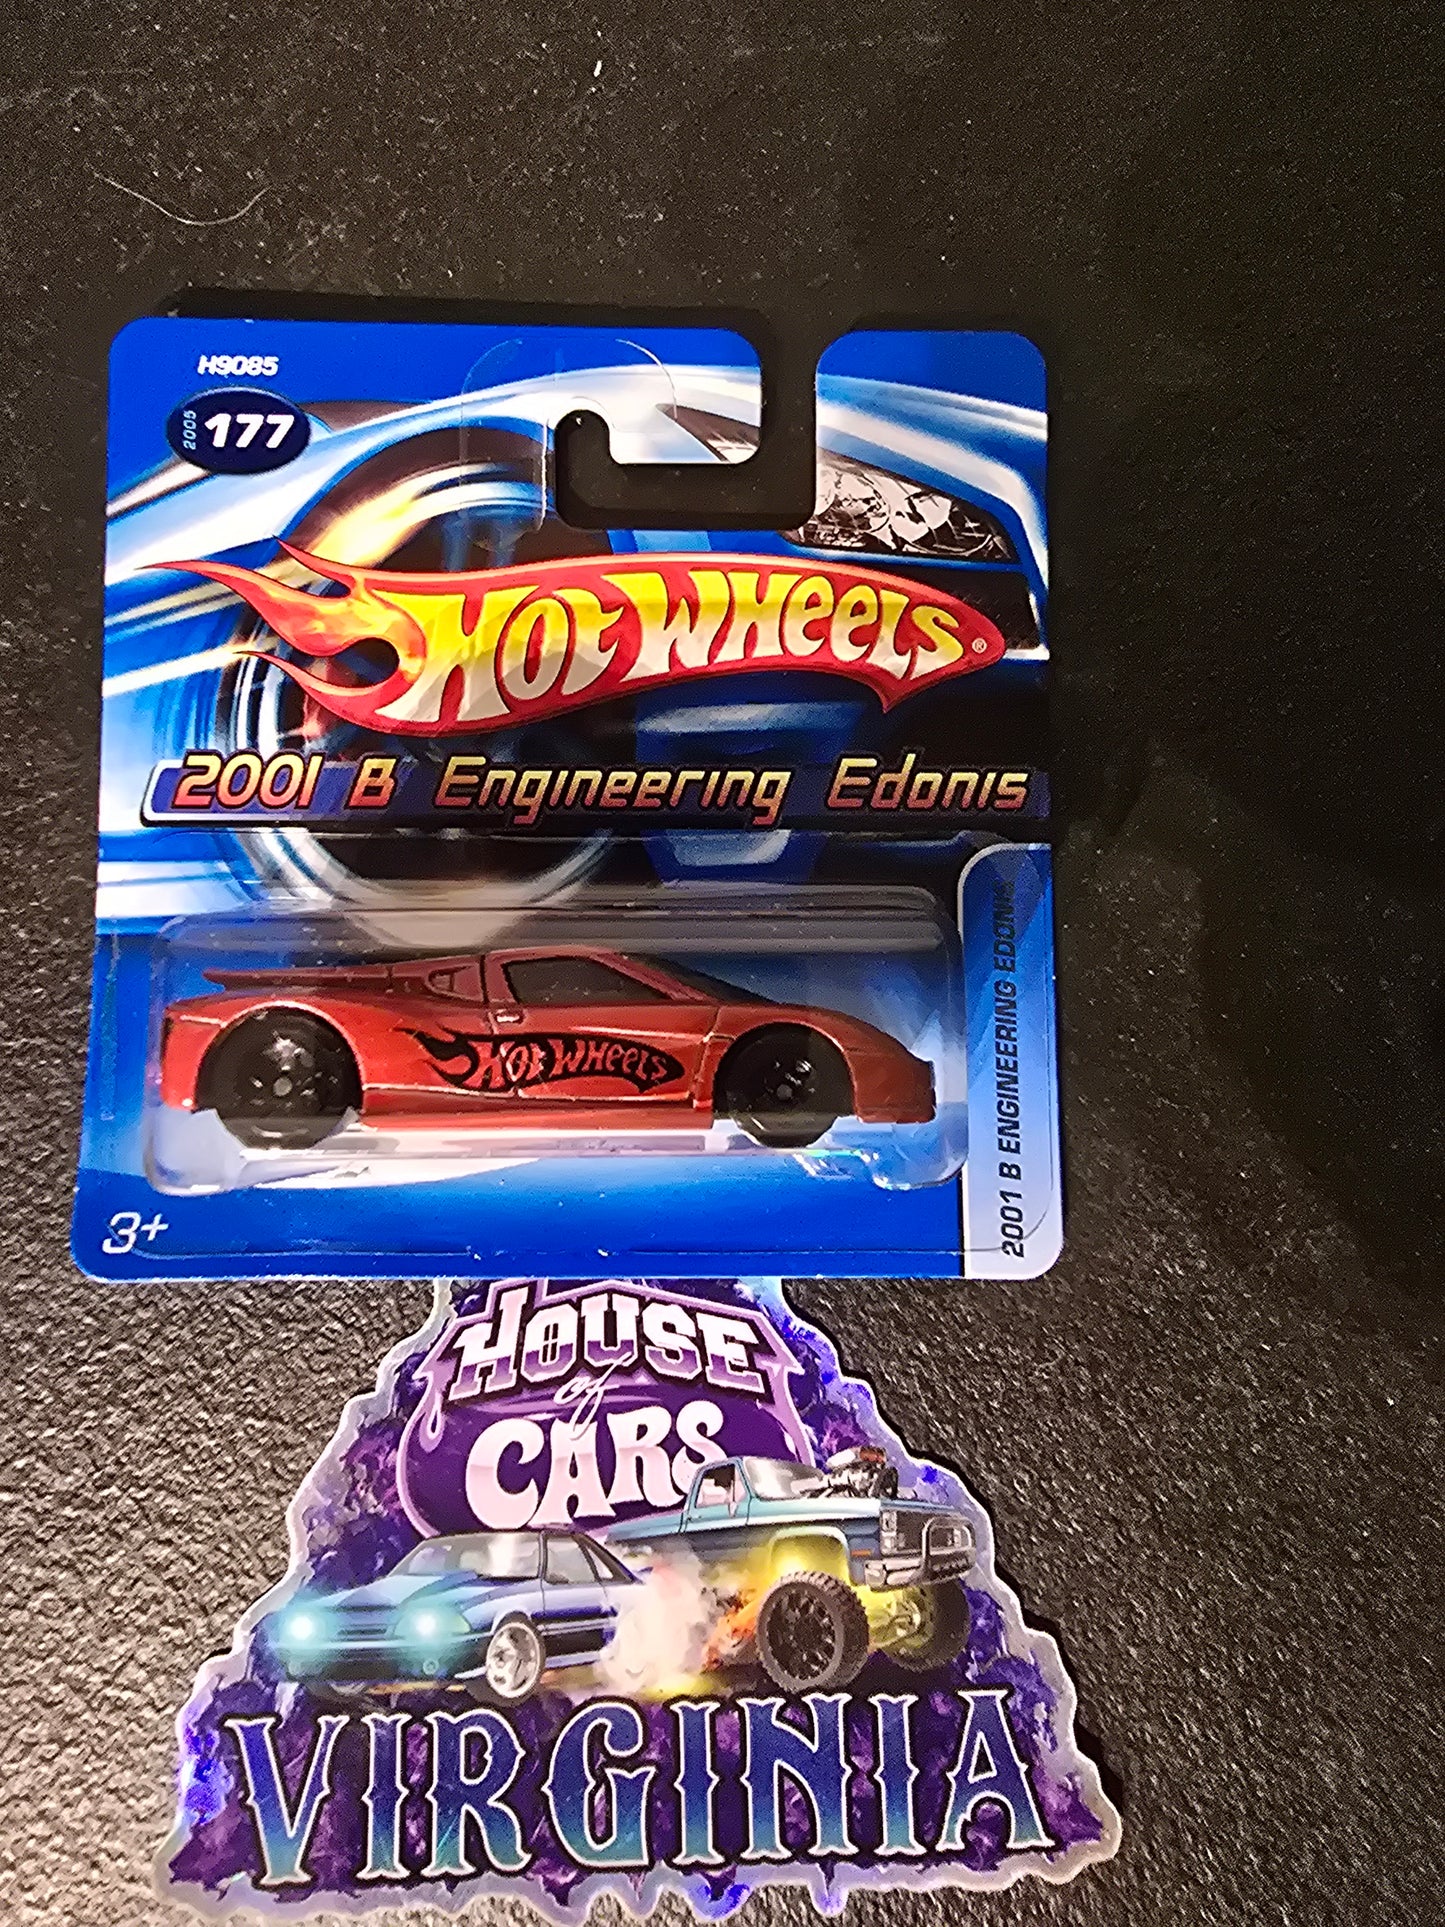 H9085
2005
177
HOT WHEELS®
2001 B Engineering Edonis
2001 B ENGINEERING EDONIS
HOT WHEELS
3+
HOUSE
of
CARS
VIRGINIA